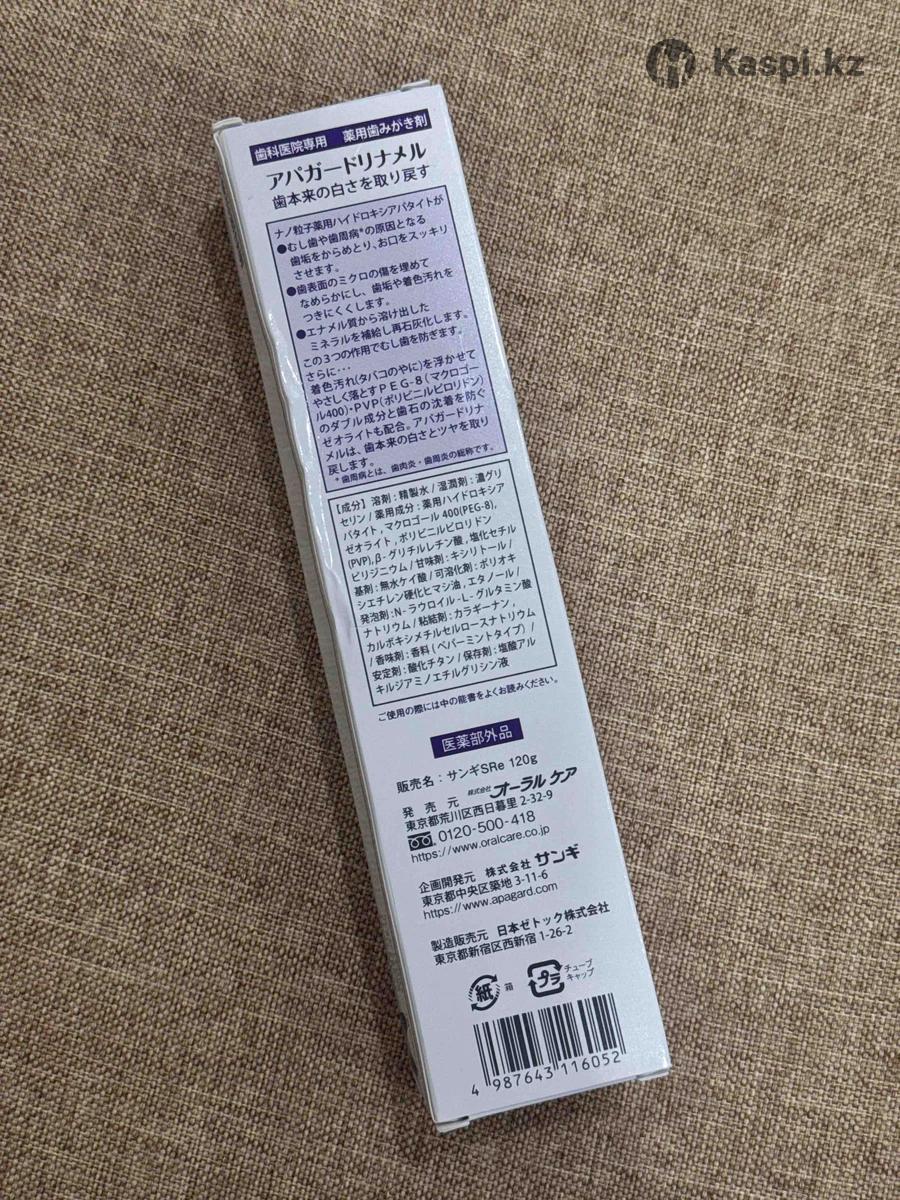 Kaspi.kz
歯科医院専用 薬用歯みがき剤
アパガードリナメル
歯本来の白さを取り戻す
ナノ粒子薬用ハイドロキシアパタイトが
●むし歯や歯周病*の原因となる
歯垢をからめとり、お口をスッキリ
させます。
●歯表面のミクロの傷を埋めて
なめらかにし、歯垢や着色汚れを
つきにくくします。
●エナメル質から溶け出した
ミネラルを補給し再石灰化します。
この3つの作用でむし歯を防ぎます。
さらに・・・
着色汚れ(タバコのやに)を浮かせて
やさしく落とすPEG-8(マクロゴー
ル400)・PVP(ポリビニルピロリドン)
のダブル成分と歯石の沈着を防ぐ
ゼオライトも配合。アパガードリナ
メルは、歯本来の白さとツヤを取り
戻します。
*歯周病とは、歯肉炎・歯周炎の総称です。
【成分】溶剤:精製水/湿潤剤:濃グリ
セリン/薬用成分:薬用ハイドロキシア
パタイト,マクロゴール400(PEG-8),
ゼオライト,ポリビニルピロリドン
(PVP),β-グリチルレチン酸,塩化セチル
ピリジニウム/甘味剤:キシリトール/
基剤:無水ケイ酸/可溶化剤:ポリオキ
シエチレン硬化ヒマシ油,エタノール/
発泡剤:N-ラウロイル-L-グルタミン酸
ナトリウム/粘結剤:カラギーナン,
カルボキシメチルセルロースナトリウム
/香味剤:香料(ペパーミントタイプ)/
安定剤:酸化チタン/保存剤:塩酸アル
キルジアミノエチルグリシン液
ご使用の際には中の能書をよくお読みください。
医薬部外品
販売名:サンギSRe 120g
発売元 株式会社オーラルケア
東京都荒川区西日暮里2-32-9
0120-500-418
https://www.oralcare.co.jp
企画開発元 株式会社サンギ
東京都中央区築地3-11-6
https://www.apagard.com
製造販売元 日本ゼトック株式会社
東京都新宿区西新宿1-26-2
紙 箱 プラ チューブ
キャップ
4 987643 116052